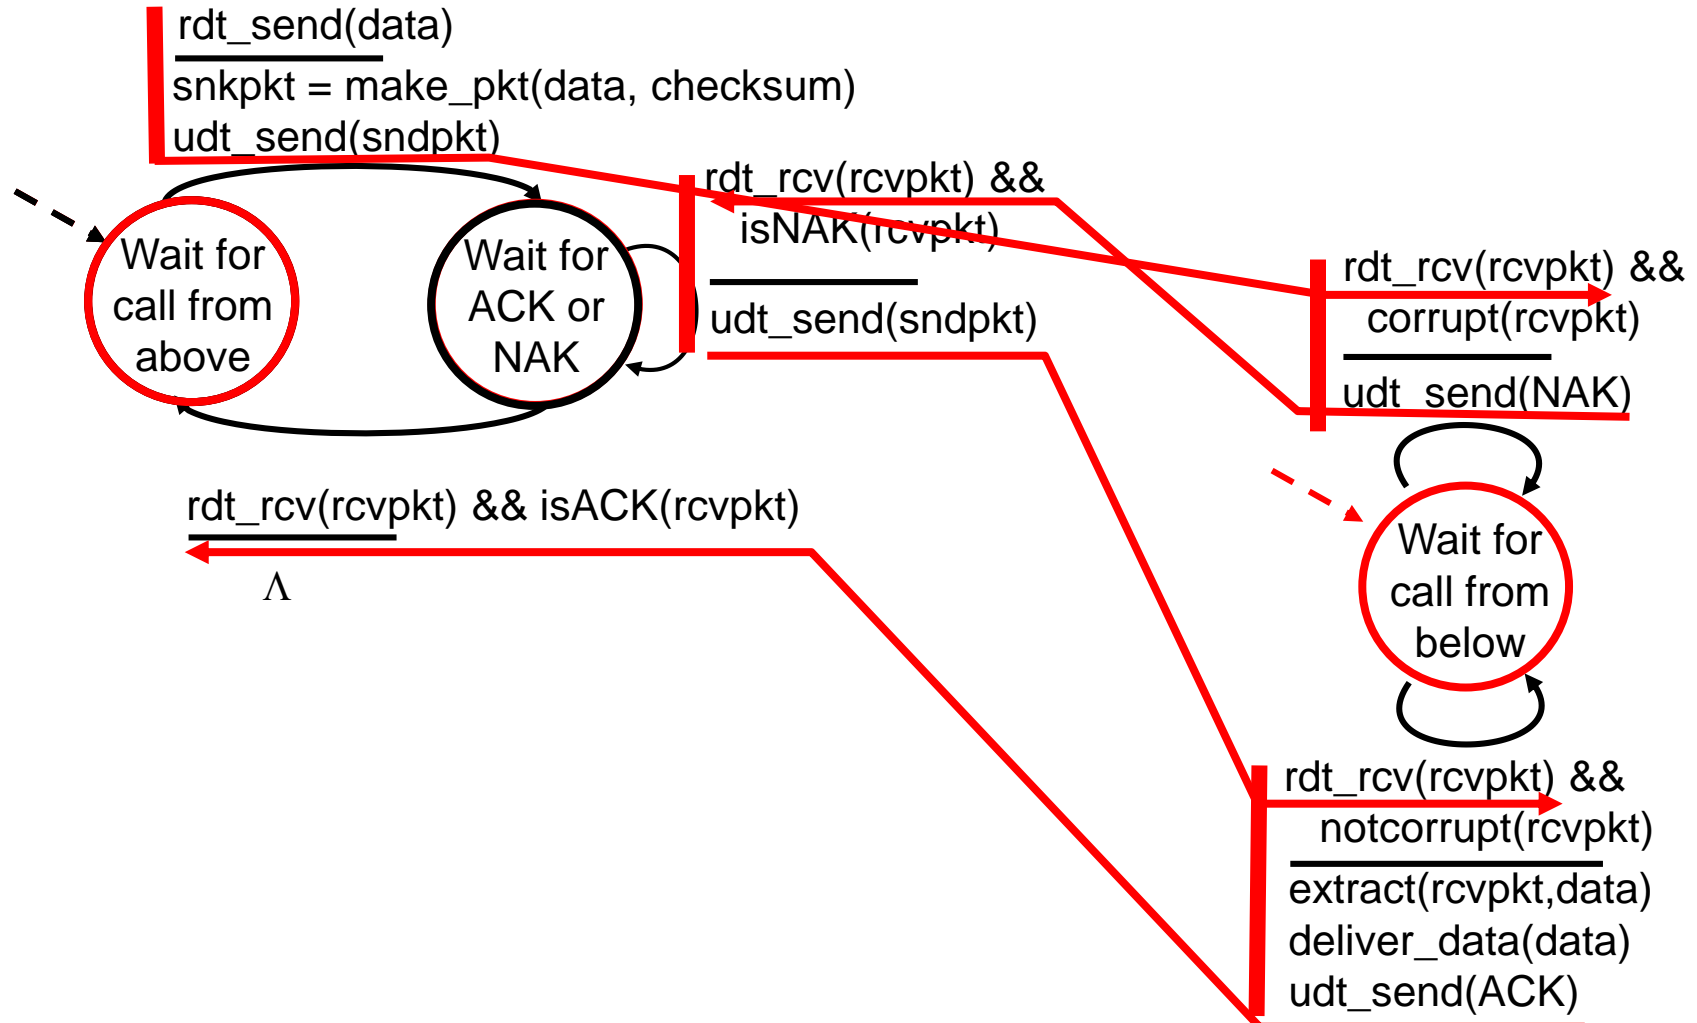 rdt_send(data)
snkpkt = make_pkt(data, checksum)
udt_send(sndpkt)
Wait for
call from
above
Wait for
ACK or
NAK
rdt_rcv(rcvpkt) &&
isNAK(rcvpkt)
udt_send(sndpkt)
rdt_rcv(rcvpkt) && isACK(rcvpkt)
Λ
rdt_rcv(rcvpkt) &&
corrupt(rcvpkt)
udt_send(NAK)
Wait for
call from
below
rdt_rcv(rcvpkt) &&
notcorrupt(rcvpkt)
extract(rcvpkt,data)
deliver_data(data)
udt_send(ACK)